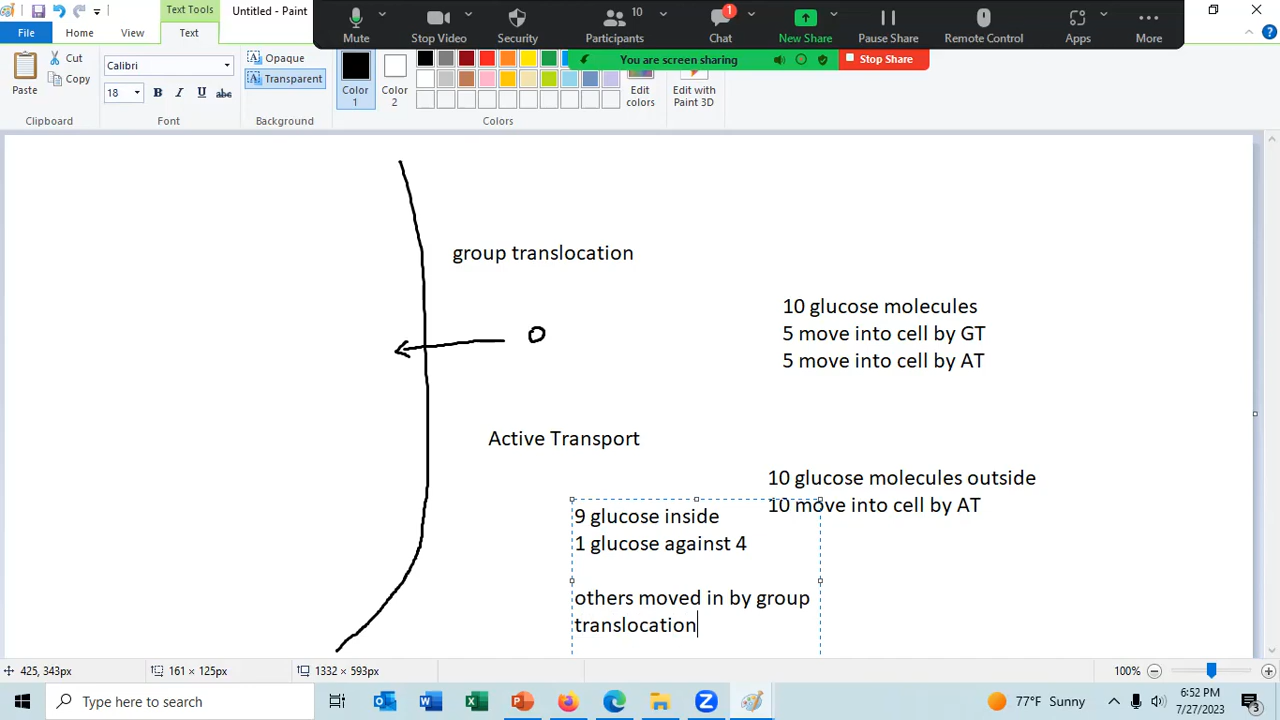 Text Tools
Untitled - Paint
File
Home
View
Text
Mute
Stop Video
Security
10
Participants
1
Chat
New Share
Pause Share
Remote Control
Apps
More
You are screen sharing
Stop Share
Paste
Cut
Copy
Clipboard
Calibri
18
B I U abc
Font
Opaque
Transparent
Background
Color 1
Color 2
Colors
Edit colors
Edit with Paint 3D
group translocation
10 glucose molecules
5 move into cell by GT
5 move into cell by AT
Active Transport
10 glucose molecules outside
10 move into cell by AT
9 glucose inside
1 glucose against 4
others moved in by group
translocation
425, 343px
161 × 125px
1332 × 593px
100%
Type here to search
77°F Sunny
6:52 PM
7/27/2023
3